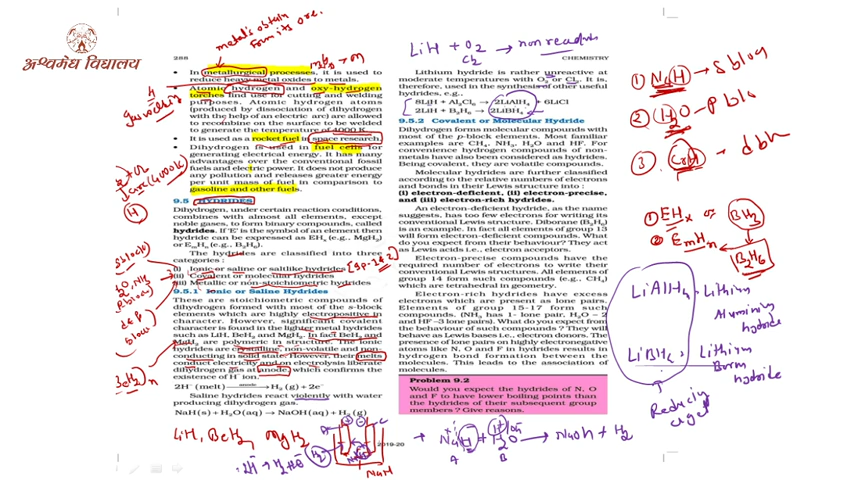 अश्वमेध विद्यालय
metal's obtain
form its ore.
288
• In metallurgical processes, it is used to
reduce heavy metal oxides to metals.
• Atomic hydrogen and oxy-hydrogen
torches find use for cutting and welding
purposes. Atomic hydrogen atoms
(produced by dissociation of dihydrogen
with the help of an electric arc) are allowed
to recombine on the surface to be welded
to generate the temperature of 4000 K.
• It is used as a rocket fuel in space research.
• Dihydrogen is used in fuel cells for
generating electrical energy. It has many
advantages over the conventional fossil
fuels and electric power. It does not produce
any pollution and releases greater energy
per unit mass of fuel in comparison to
gasoline and other fuels.
9.5 HYDRIDES
Dihydrogen, under certain reaction conditions,
combines with almost all elements, except
noble gases, to form binary compounds, called
hydrides. If 'E' is the symbol of an element then
hydride can be expressed as EHₓ (e.g., MgH₂)
or EₘHₙ (e.g., B₂H₆).
The hydrides are classified into three
categories :
(i) Ionic or saline or saltlike hydrides
(ii) Covalent or molecular hydrides
(iii) Metallic or non-stoichiometric hydrides
9.5.1 Ionic or Saline Hydrides
These are stoichiometric compounds of
dihydrogen formed with most of the s-block
elements which are highly electropositive in
character. However, significant covalent
character is found in the lighter metal hydrides
such as LiH, BeH₂ and MgH₂. In fact BeH₂ and
MgH₂ are polymeric in structure. The ionic
hydrides are crystalline, non-volatile and non-
conducting in solid state. However, their melts
conduct electricity and on electrolysis liberate
dihydrogen gas at anode, which confirms the
existence of H⁻ ion.
2H⁻ (melt) anode→ H₂ (g) + 2e⁻
Saline hydrides react violently with water
producing dihydrogen gas.
NaH (s) + H₂O (aq) → NaOH (aq) + H₂ (g)
LiH, BeH₂, MgH₂
NaH
2019-20
LiH + O₂ → non reactive
Cl₂
CHEMISTRY
Lithium hydride is rather unreactive at
moderate temperatures with O₂ or Cl₂. It is,
therefore, used in the synthesis of other useful
hydrides, e.g.,
8LiH + Al₂Cl₆ → 2LiAlH₄ + 6LiCl
2LiH + B₂H₆ → 2LiBH₄
9.5.2 Covalent or Molecular Hydride
Dihydrogen forms molecular compounds with
most of the p-block elements. Most familiar
examples are CH₄, NH₃, H₂O and HF. For
convenience hydrogen compounds of non-
metals have also been considered as hydrides.
Being covalent, they are volatile compounds.
Molecular hydrides are further classified
according to the relative numbers of electrons
and bonds in their Lewis structure into :
(i) electron-deficient, (ii) electron-precise,
and (iii) electron-rich hydrides.
An electron-deficient hydride, as the name
suggests, has too few electrons for writing its
conventional Lewis structure. Diborane (B₂H₆)
is an example. In fact all elements of group 13
will form electron-deficient compounds. What
do you expect from their behaviour? They act
as Lewis acids i.e., electron acceptors.
Electron-precise compounds have the
required number of electrons to write their
conventional Lewis structures. All elements of
group 14 form such compounds (e.g., CH₄)
which are tetrahedral in geometry.
Electron-rich hydrides have excess
electrons which are present as lone pairs.
Elements of group 15-17 form such
compounds. (NH₃ has 1- lone pair, H₂O – 2
and HF –3 lone pairs). What do you expect from
the behaviour of such compounds ? They will
behave as Lewis bases i.e., electron donors. The
presence of lone pairs on highly electronegative
atoms like N, O and F in hydrides results in
hydrogen bond formation between the
molecules. This leads to the association of
molecules.
Problem 9.2
Would you expect the hydrides of N, O
and F to have lower boiling points than
the hydrides of their subsequent group
members ? Give reasons.
→ NaH + H₂O → NaOH + H₂
A B
① NaH → S bloc
② H₂O - P blo
3. CrH → d blo
① EHₓ or BH₃
② EmHn
B₂H₆
LiAlH₄ - Lithium
Aluminium
hydride
LiBH₄ - Lithium
Boron
hydride
Reducing
agent